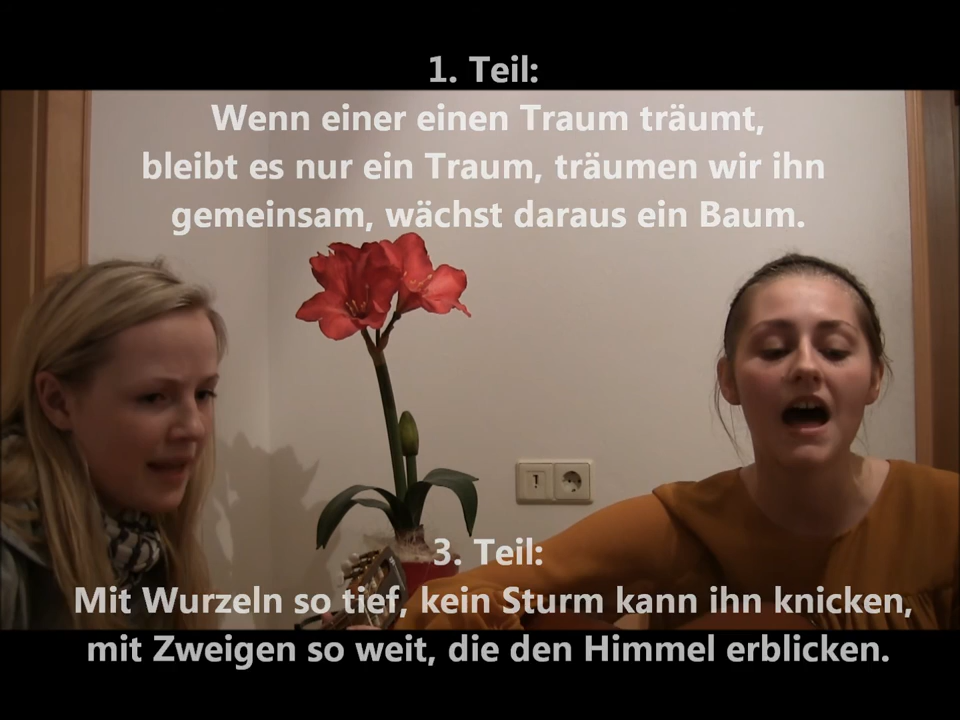 1. Teil:
Wenn einer einen Traum träumt,
bleibt es nur ein Traum, träumen wir ihn
gemeinsam, wächst daraus ein Baum.
3. Teil:
Mit Wurzeln so tief, kein Sturm kann ihn knicken,
mit Zweigen so weit, die den Himmel erblicken.